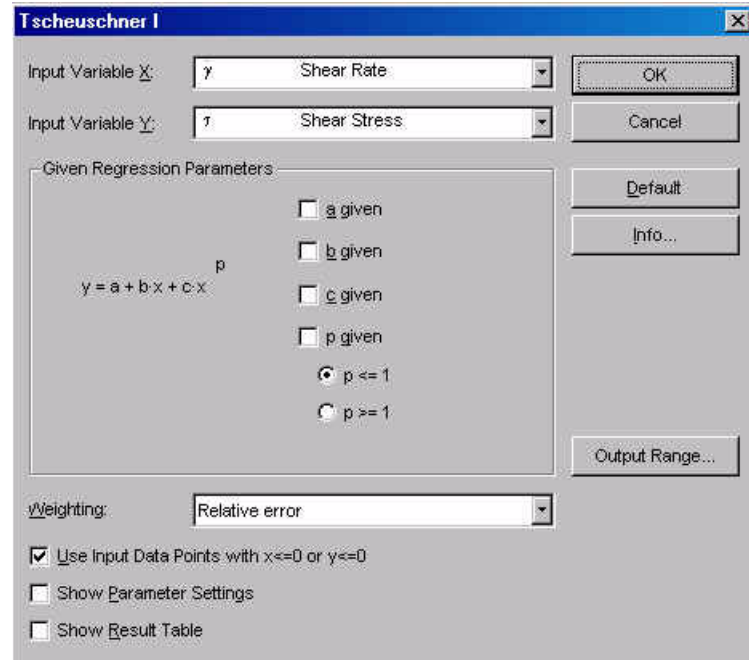 Tscheuschner I
Input Variable X: γ Shear Rate
OK
Input Variable Y: τ Shear Stress
Cancel
Given Regression Parameters
Default
a given
Info...
b given
y = a + b·x + c·x^p
c given
p given
p <= 1
p >= 1
Output Range...
Weighting: Relative error
Use Input Data Points with x<=0 or y<=0
Show Parameter Settings
Show Result Table